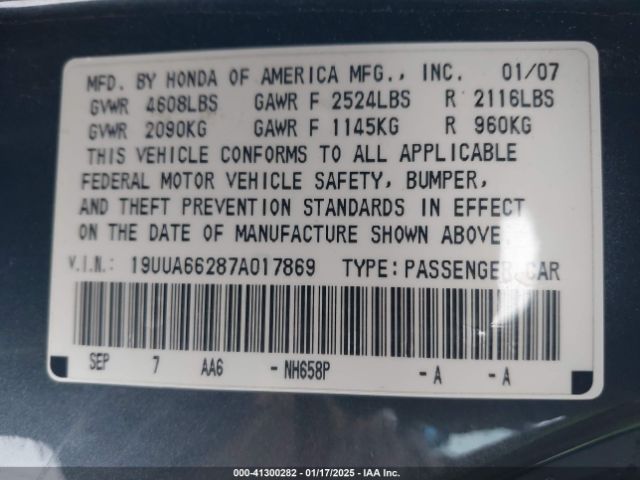 MFD. BY HONDA OF AMERICA MFG., INC. 01/07
GVWR 4608LBS GAWR F 2524LBS R 2116LBS
GVWR 2090KG GAWR F 1145KG R 960KG
THIS VEHICLE CONFORMS TO ALL APPLICABLE
FEDERAL MOTOR VEHICLE SAFETY, BUMPER,
AND THEFT PREVENTION STANDARDS IN EFFECT
ON THE DATE OF MANUFACTURE SHOWN ABOVE.
V.I.N.: 19UUA66287A017869 TYPE:PASSENGER CAR
SEP 7 AA6 -NH658P -A -A
000-41300282 - 01/17/2025 - IAA Inc.